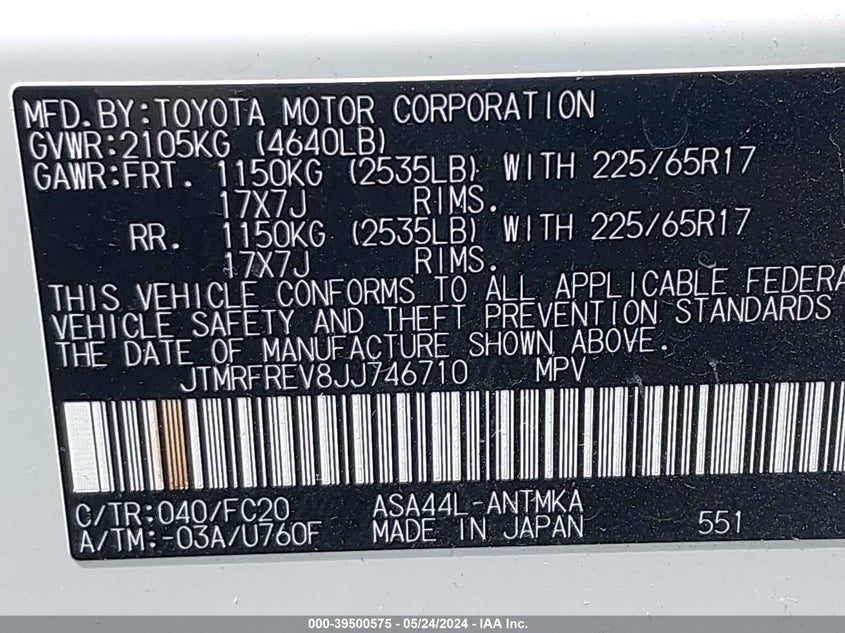 MFD.BY:TOYOTA MOTOR CORPORATION
GVWR:2105KG (4640LB)
GAWR:FRT. 1150KG (2535LB) WITH 225/65R17
17X7J RIMS.
RR. 1150KG (2535LB) WITH 225/65R17
17X7J RIMS.
THIS VEHICLE CONFORMS TO ALL APPLICABLE FEDERA
VEHICLE SAFETY AND THEFT PREVENTION STANDARDS
THE DATE OF MANUFACTURE SHOWN ABOVE.
JTMRFREV8JJ746710 MPV
C/TR:040/FC20 ASA44L-ANTMKA
A/TM:-03A/U760F MADE IN JAPAN 551
000-39500575 - 05/24/2024 - IAA Inc.